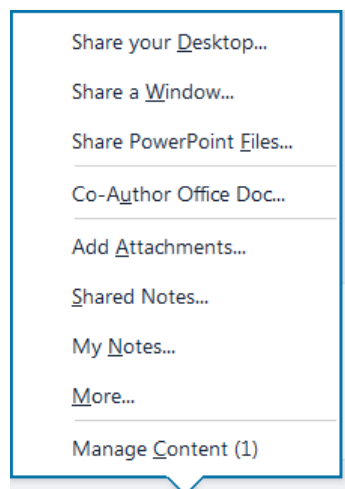 Share your Desktop...
Share a Window...
Share PowerPoint Files...
Co-Author Office Doc...
Add Attachments...
Shared Notes...
My Notes...
More...
Manage Content (1)